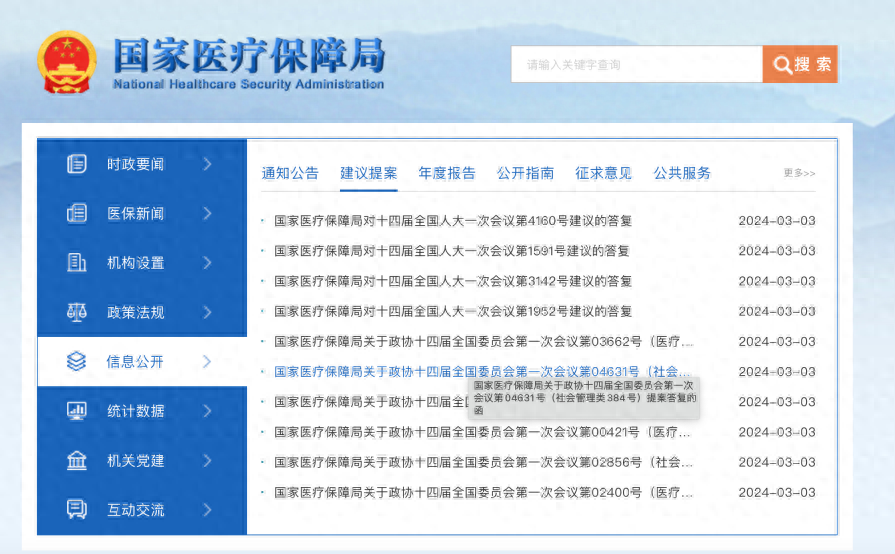 国家医疗保障局
National Healthcare Security Administration
请输入关键字查询
搜 索
时政要闻
医保新闻
机构设置
政策法规
信息公开
统计数据
机关党建
互动交流
通知公告 建议提案 年度报告 公开指南 征求意见 公共服务 更多>>
国家医疗保障局对十四届全国人大一次会议第4160号建议的答复 2024-03-03
国家医疗保障局对十四届全国人大一次会议第1591号建议的答复 2024-03-03
国家医疗保障局对十四届全国人大一次会议第3142号建议的答复 2024-03-03
国家医疗保障局对十四届全国人大一次会议第1952号建议的答复 2024-03-03
国家医疗保障局关于政协十四届全国委员会第一次会议第03662号（医疗... 2024-03-03
国家医疗保障局关于政协十四届全国委员会第一次会议第04631号（社会... 2024-03-03
国家医疗保障局关于政协十四届全国委员会第一次
会议第04631号（社会管理类384号）提案答复的
函
国家医疗保障局关于政协十四届全 2024-03-03
国家医疗保障局关于政协十四届全国委员会第一次会议第00421号（医疗... 2024-03-03
国家医疗保障局关于政协十四届全国委员会第一次会议第02856号（社会... 2024-03-03
国家医疗保障局关于政协十四届全国委员会第一次会议第02400号（医疗... 2024-03-03